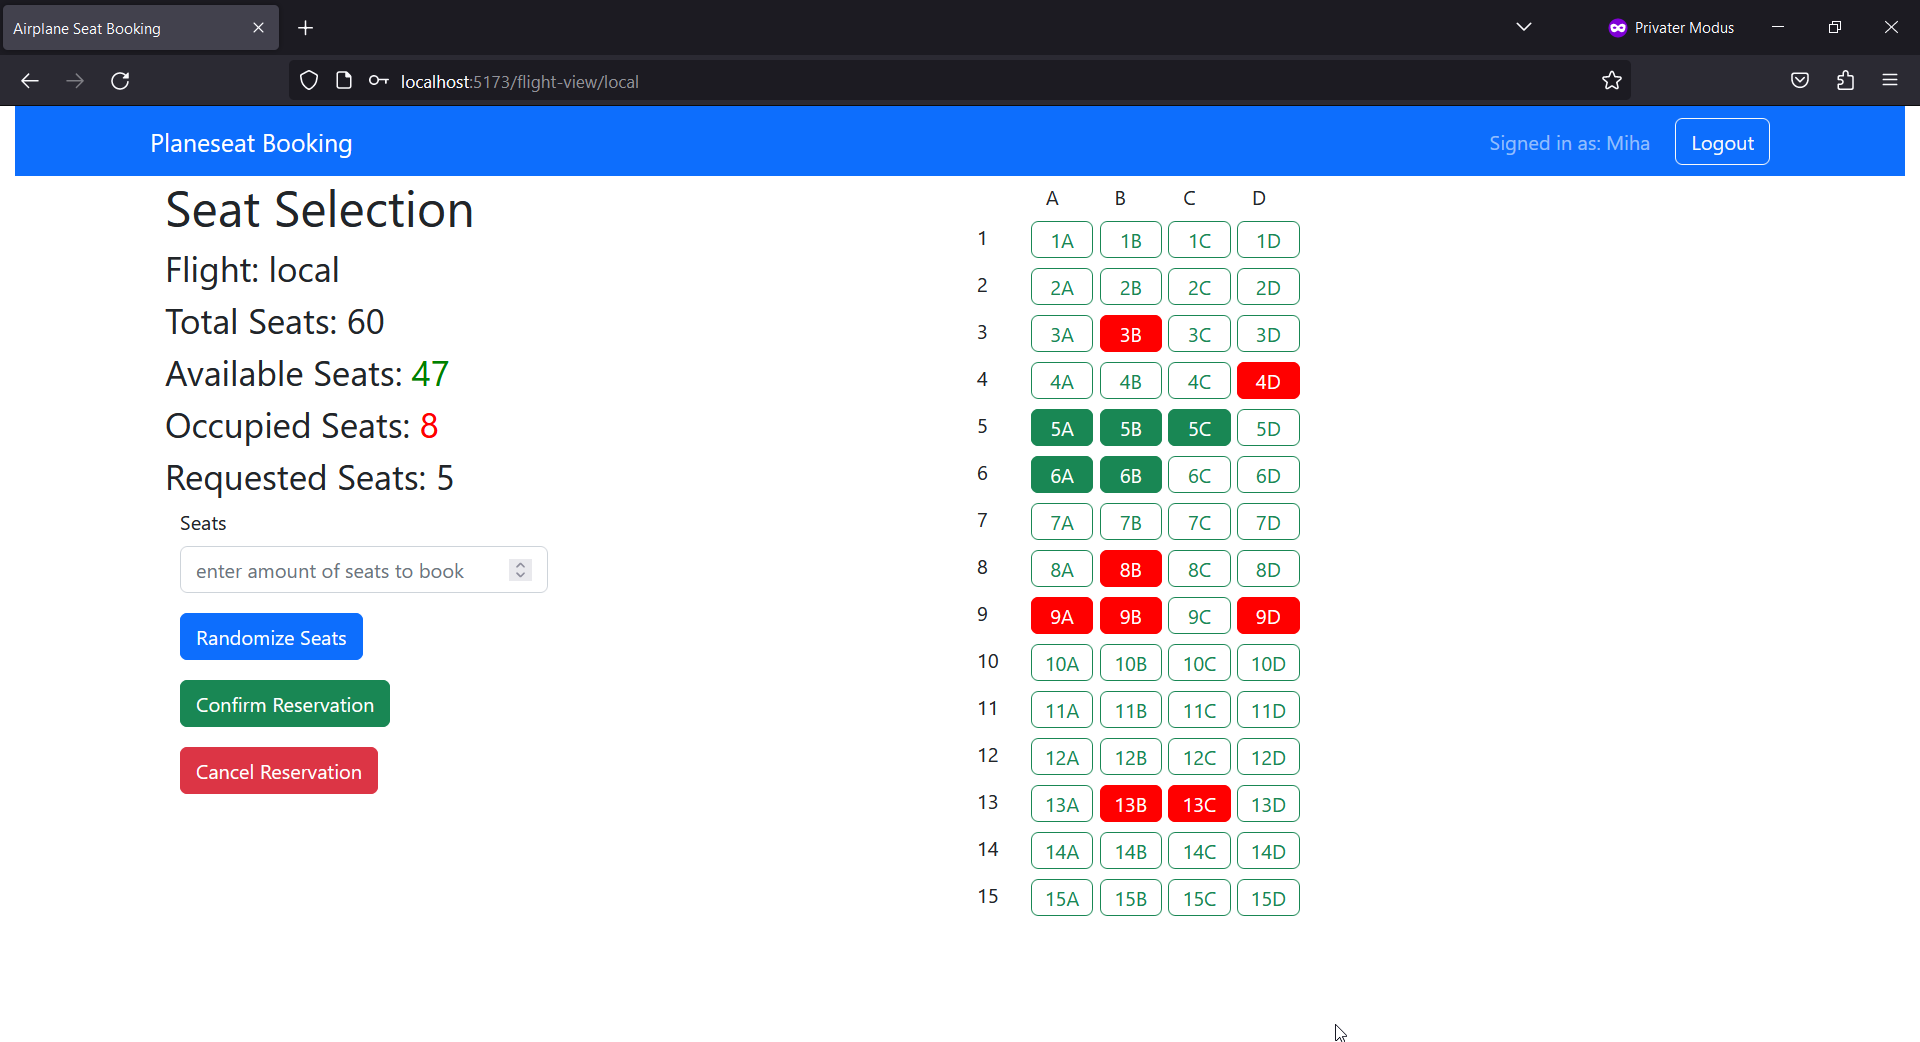 Airplane Seat Booking
Privater Modus
localhost:5173/flight-view/local
Planeseat Booking
Signed in as: Miha
Logout
Seat Selection
Flight: local
Total Seats: 60
Available Seats: 47
Occupied Seats: 8
Requested Seats: 5
Seats
enter amount of seats to book
Randomize Seats
Confirm Reservation
Cancel Reservation
A B C D
1 1A 1B 1C 1D
2 2A 2B 2C 2D
3 3A 3B 3C 3D
4 4A 4B 4C 4D
5 5A 5B 5C 5D
6 6A 6B 6C 6D
7 7A 7B 7C 7D
8 8A 8B 8C 8D
9 9A 9B 9C 9D
10 10A 10B 10C 10D
11 11A 11B 11C 11D
12 12A 12B 12C 12D
13 13A 13B 13C 13D
14 14A 14B 14C 14D
15 15A 15B 15C 15D